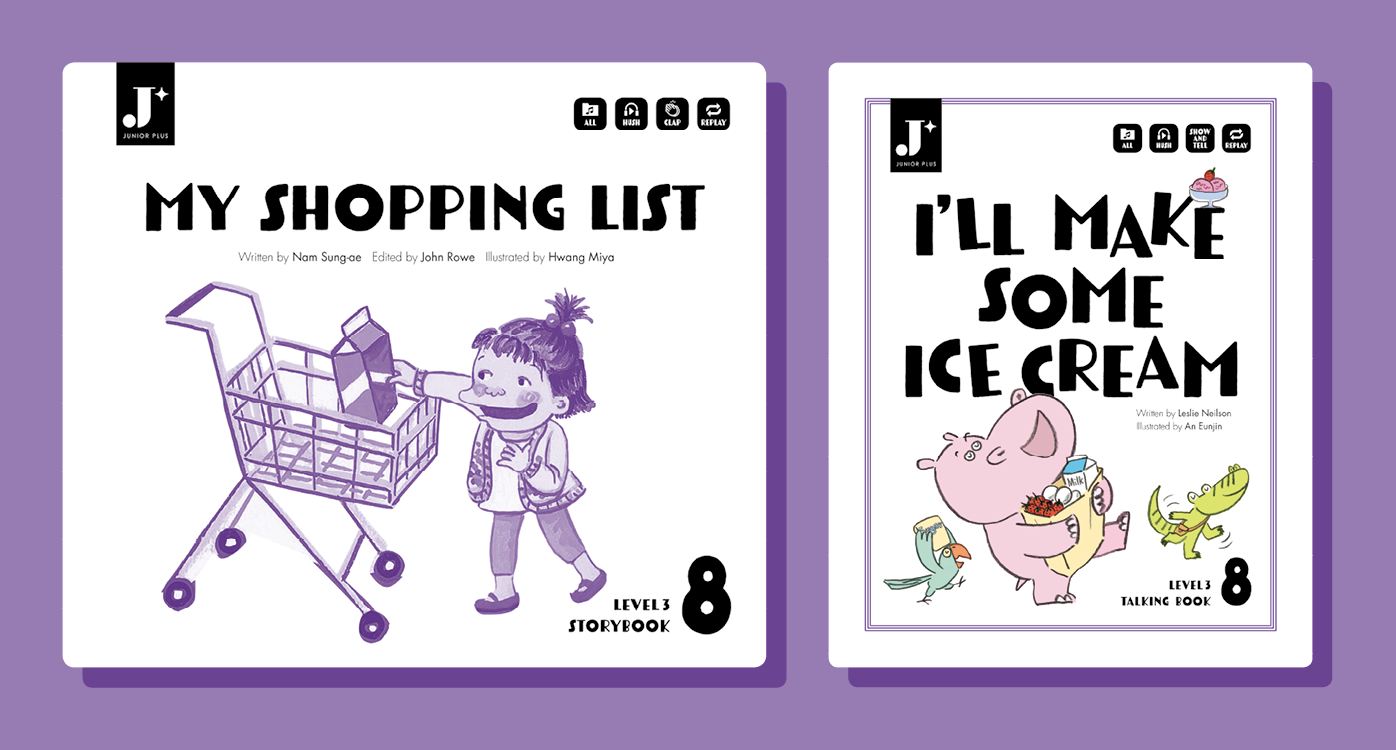 J
JUNIOR PLUS
ALL
HUSH
CLAP
REPLAY
MY SHOPPING LIST
Written by Nam Sung-ae Edited by John Rowe Illustrated by Hwang Miya
LEVEL 3
STORYBOOK
8
J
JUNIOR PLUS
ALL
HUSH
SHOW
AND
TELL
REPLAY
I'LL MAKE
SOME
ICE CREAM
Written by Leslie Neilson
Illustrated by An Eunjin
Milk
LEVEL 3
TALKING BOOK
8